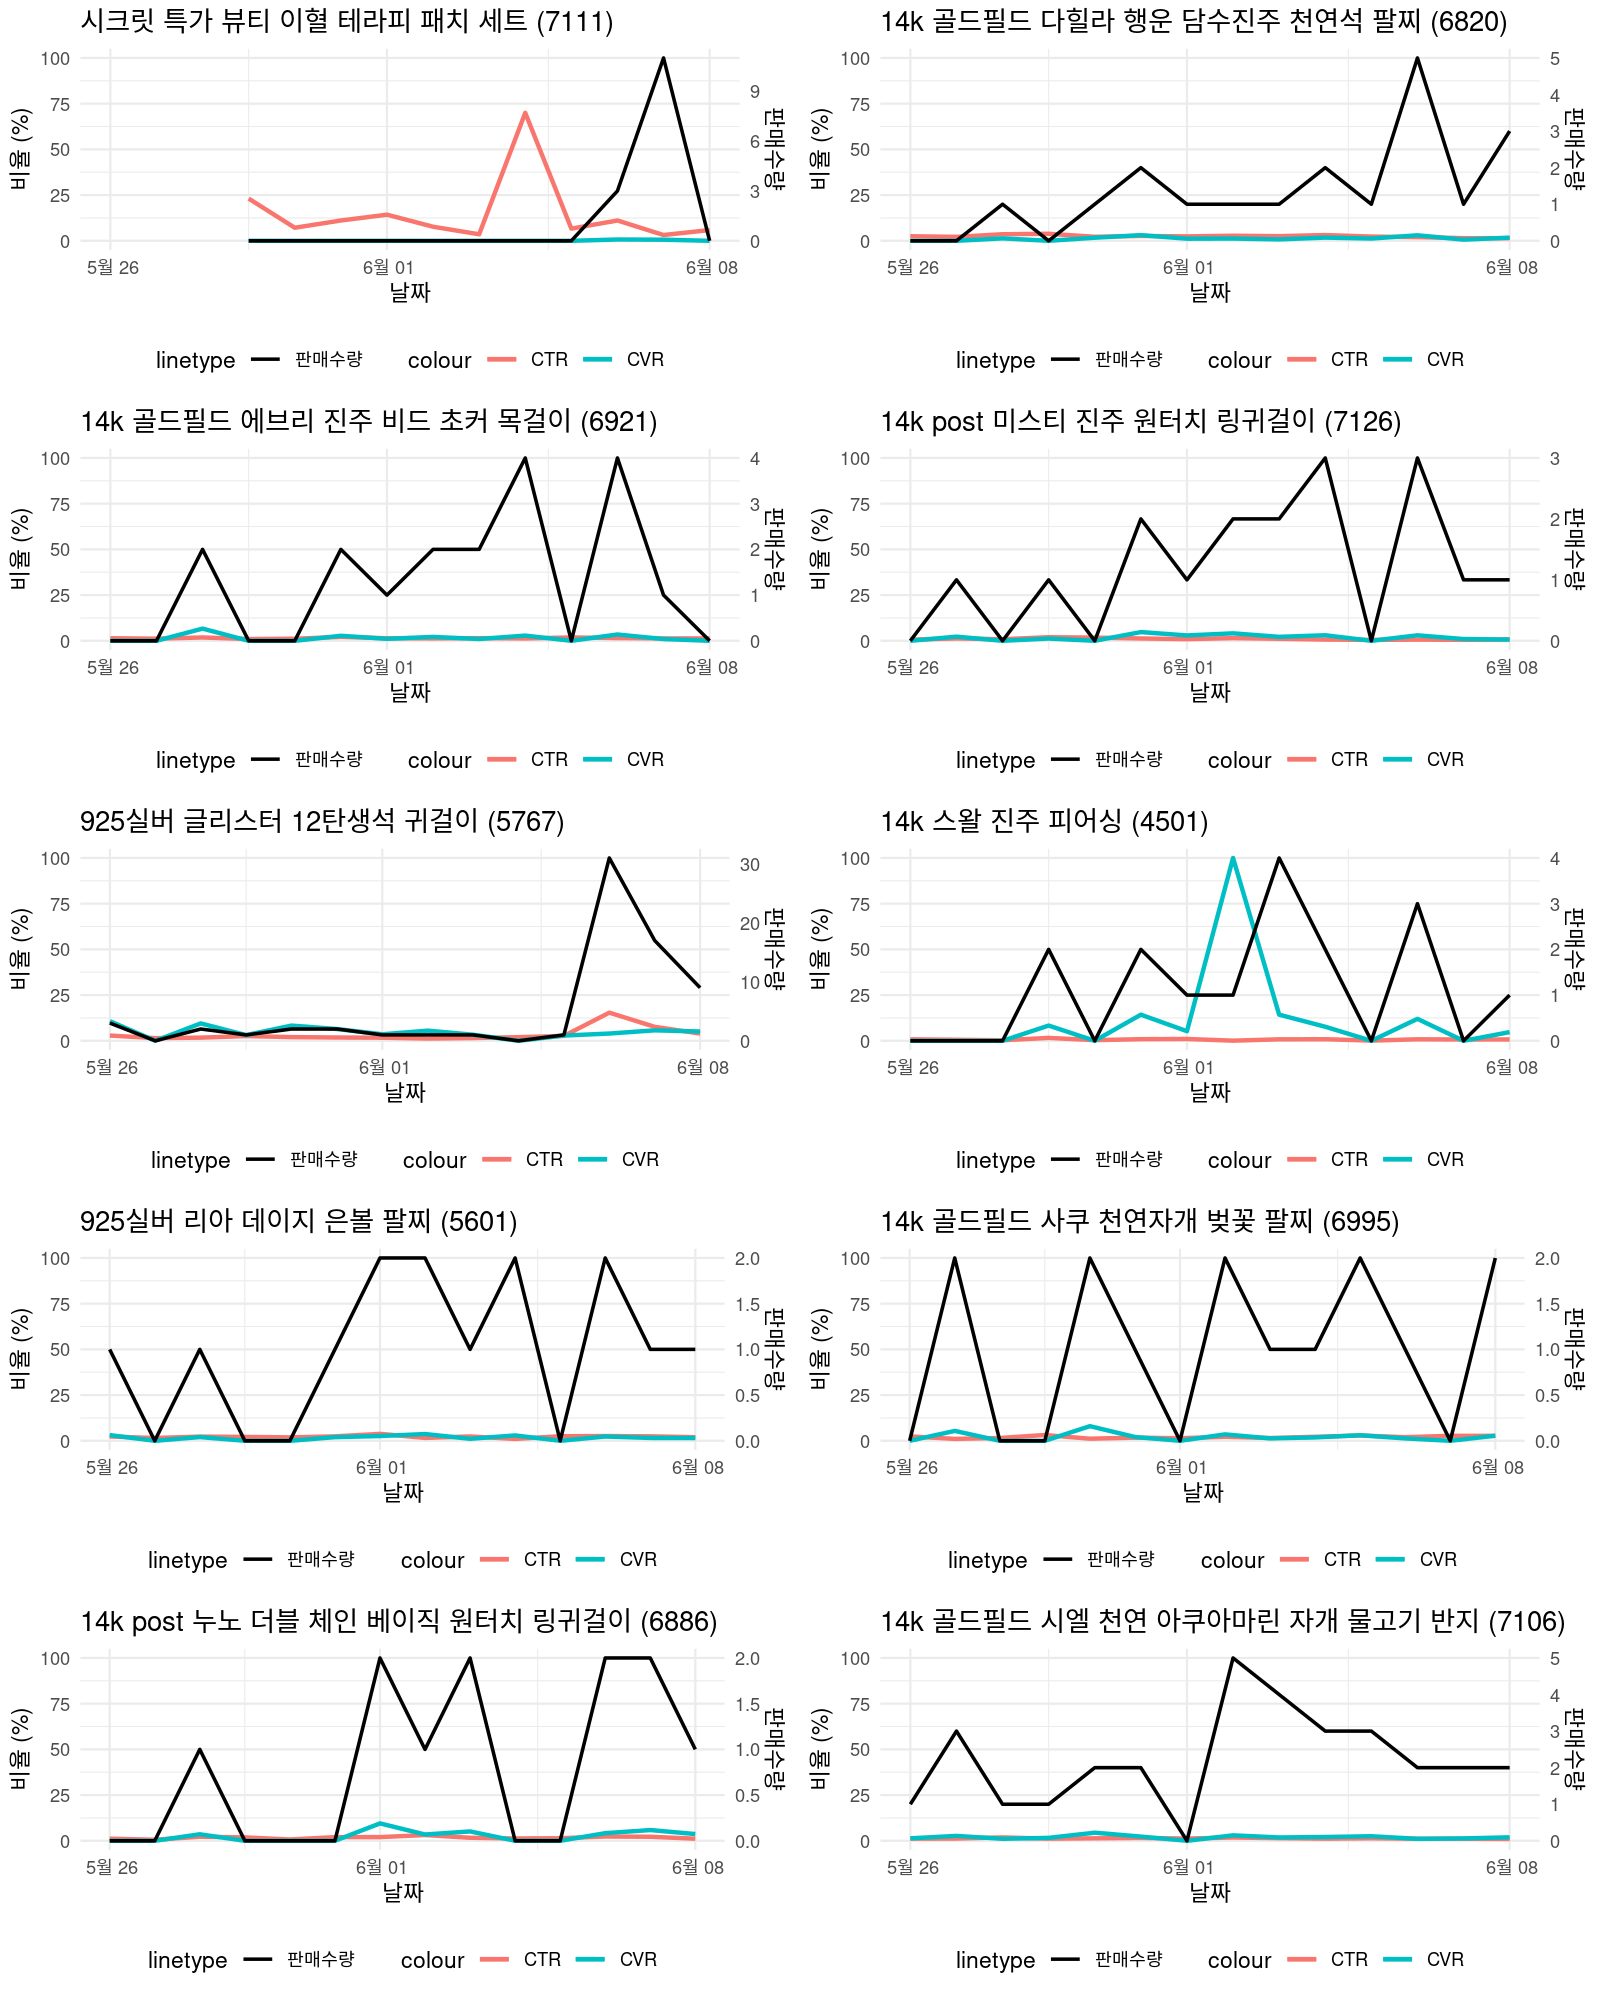 시크릿 특가 뷰티 이혈 테라피 패치 세트 (7111)
100
75
50
25
0
비율 (%)
9
6
3
0
판매수량
5월 26
6월 01
6월 08
날짜
linetype 판매수량 colour CTR CVR
14k 골드필드 다힐라 행운 담수진주 천연석 팔찌 (6820)
100
75
50
25
0
비율 (%)
5
4
3
2
1
0
판매수량
5월 26
6월 01
6월 08
날짜
linetype 판매수량 colour CTR CVR
14k 골드필드 에브리 진주 비드 초커 목걸이 (6921)
100
75
50
25
0
비율 (%)
4
3
2
1
0
판매수량
5월 26
6월 01
6월 08
날짜
linetype 판매수량 colour CTR CVR
14k post 미스티 진주 원터치 링귀걸이 (7126)
100
75
50
25
0
비율 (%)
3
2
1
0
판매수량
5월 26
6월 01
6월 08
날짜
linetype 판매수량 colour CTR CVR
925실버 글리스터 12탄생석 귀걸이 (5767)
100
75
50
25
0
비율 (%)
30
20
10
0
판매수량
5월 26
6월 01
6월 08
날짜
linetype 판매수량 colour CTR CVR
14k 스왈 진주 피어싱 (4501)
100
75
50
25
0
비율 (%)
4
3
2
1
0
판매수량
5월 26
6월 01
6월 08
날짜
linetype 판매수량 colour CTR CVR
925실버 리아 데이지 은볼 팔찌 (5601)
100
75
50
25
0
비율 (%)
2.0
1.5
1.0
0.5
0.0
판매수량
5월 26
6월 01
6월 08
날짜
linetype 판매수량 colour CTR CVR
14k 골드필드 사쿠 천연자개 벚꽃 팔찌 (6995)
100
75
50
25
0
비율 (%)
2.0
1.5
1.0
0.5
0.0
판매수량
5월 26
6월 01
6월 08
날짜
linetype 판매수량 colour CTR CVR
14k post 누노 더블 체인 베이직 원터치 링귀걸이 (6886)
100
75
50
25
0
비율 (%)
2.0
1.5
1.0
0.5
0.0
판매수량
5월 26
6월 01
6월 08
날짜
linetype 판매수량 colour CTR CVR
14k 골드필드 시엘 천연 아쿠아마린 자개 물고기 반지 (7106)
100
75
50
25
0
비율 (%)
5
4
3
2
1
0
판매수량
5월 26
6월 01
6월 08
날짜
linetype 판매수량 colour CTR CVR